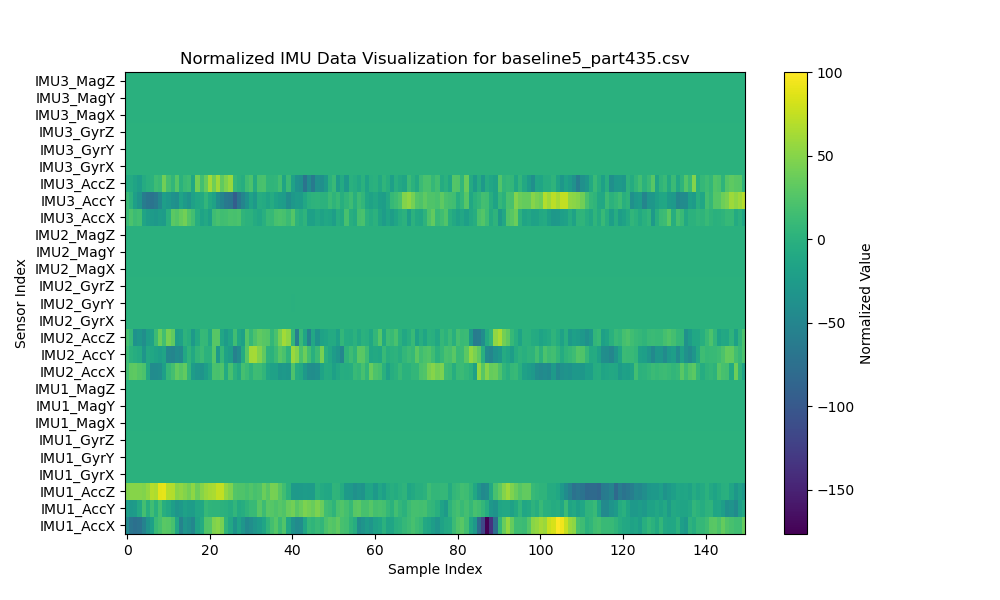 Normalized IMU Data Visualization for baseline5_part435.csv
IMU3_MagZ
IMU3_MagY
IMU3_MagX
IMU3_GyrZ
IMU3_GyrY
IMU3_GyrX
IMU3_AccZ
IMU3_AccY
IMU3_AccX
IMU2_MagZ
IMU2_MagY
IMU2_MagX
IMU2_GyrZ
IMU2_GyrY
IMU2_GyrX
IMU2_AccZ
IMU2_AccY
IMU2_AccX
IMU1_MagZ
IMU1_MagY
IMU1_MagX
IMU1_GyrZ
IMU1_GyrY
IMU1_GyrX
IMU1_AccZ
IMU1_AccY
IMU1_AccX
Sensor Index
0 20 40 60 80 100 120 140
Sample Index
100
50
0
−50
−100
−150
Normalized Value